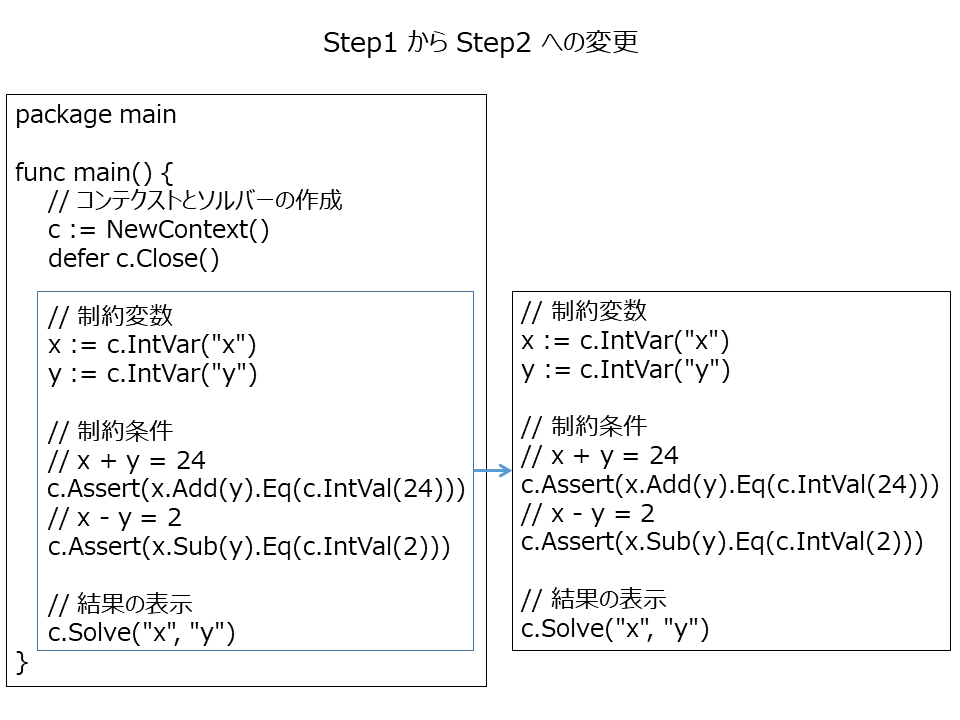 Step1 から Step2 への変更
package main
func main() {
// コンテクストとソルバーの作成
c := NewContext()
defer c.Close()
// 制約変数
x := c.IntVar("x")
y := c.IntVar("y")
// 制約条件
// x + y = 24
c.Assert(x.Add(y).Eq(c.IntVal(24)))
// x - y = 2
c.Assert(x.Sub(y).Eq(c.IntVal(2)))
// 結果の表示
c.Solve("x", "y")
}
// 制約変数
x := c.IntVar("x")
y := c.IntVar("y")
// 制約条件
// x + y = 24
c.Assert(x.Add(y).Eq(c.IntVal(24)))
// x - y = 2
c.Assert(x.Sub(y).Eq(c.IntVal(2)))
// 結果の表示
c.Solve("x", "y")